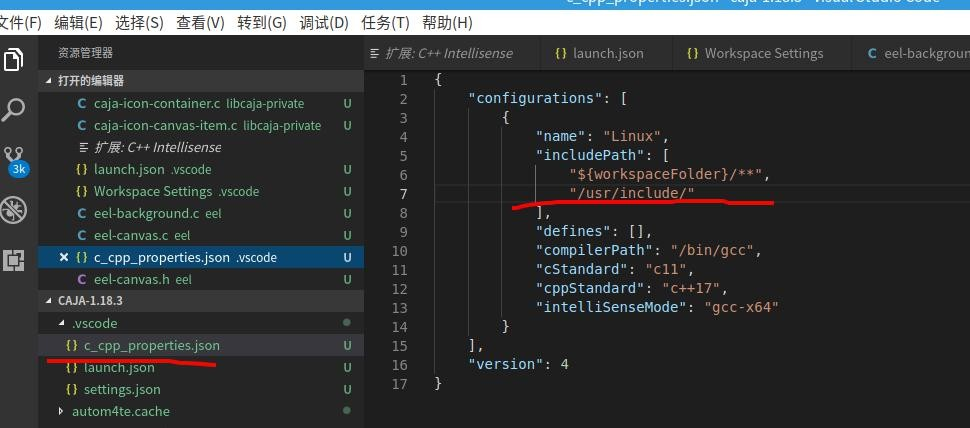 c_cpp_properties.json - caja-1.18.3 - Visual Studio Code
文件(F) 编辑(E) 选择(S) 查看(V) 转到(G) 调试(D) 任务(T) 帮助(H)
资源管理器
打开的编辑器
caja-icon-container.c libcaja-private U
caja-icon-canvas-item.c libcaja-private U
扩展: C++ Intellisense
{} launch.json .vscode U
{} Workspace Settings .vscode U
C eel-background.c eel U
C eel-canvas.c eel U
{} c_cpp_properties.json .vscode U
C eel-canvas.h eel U
CAJA-1.18.3
.vscode
{} c_cpp_properties.json U
{} launch.json U
{} settings.json U
autom4te.cache
3k
扩展: C++ Intellisense {} launch.json {} Workspace Settings C eel-background
1 {
2 "configurations": [
3 {
4 "name": "Linux",
5 "includePath": [
6 "${workspaceFolder}/**",
7 "/usr/include/"
8 ],
9 "defines": [],
10 "compilerPath": "/bin/gcc",
11 "cStandard": "c11",
12 "cppStandard": "c++17",
13 "intelliSenseMode": "gcc-x64"
14 }
15 ],
16 "version": 4
17 }